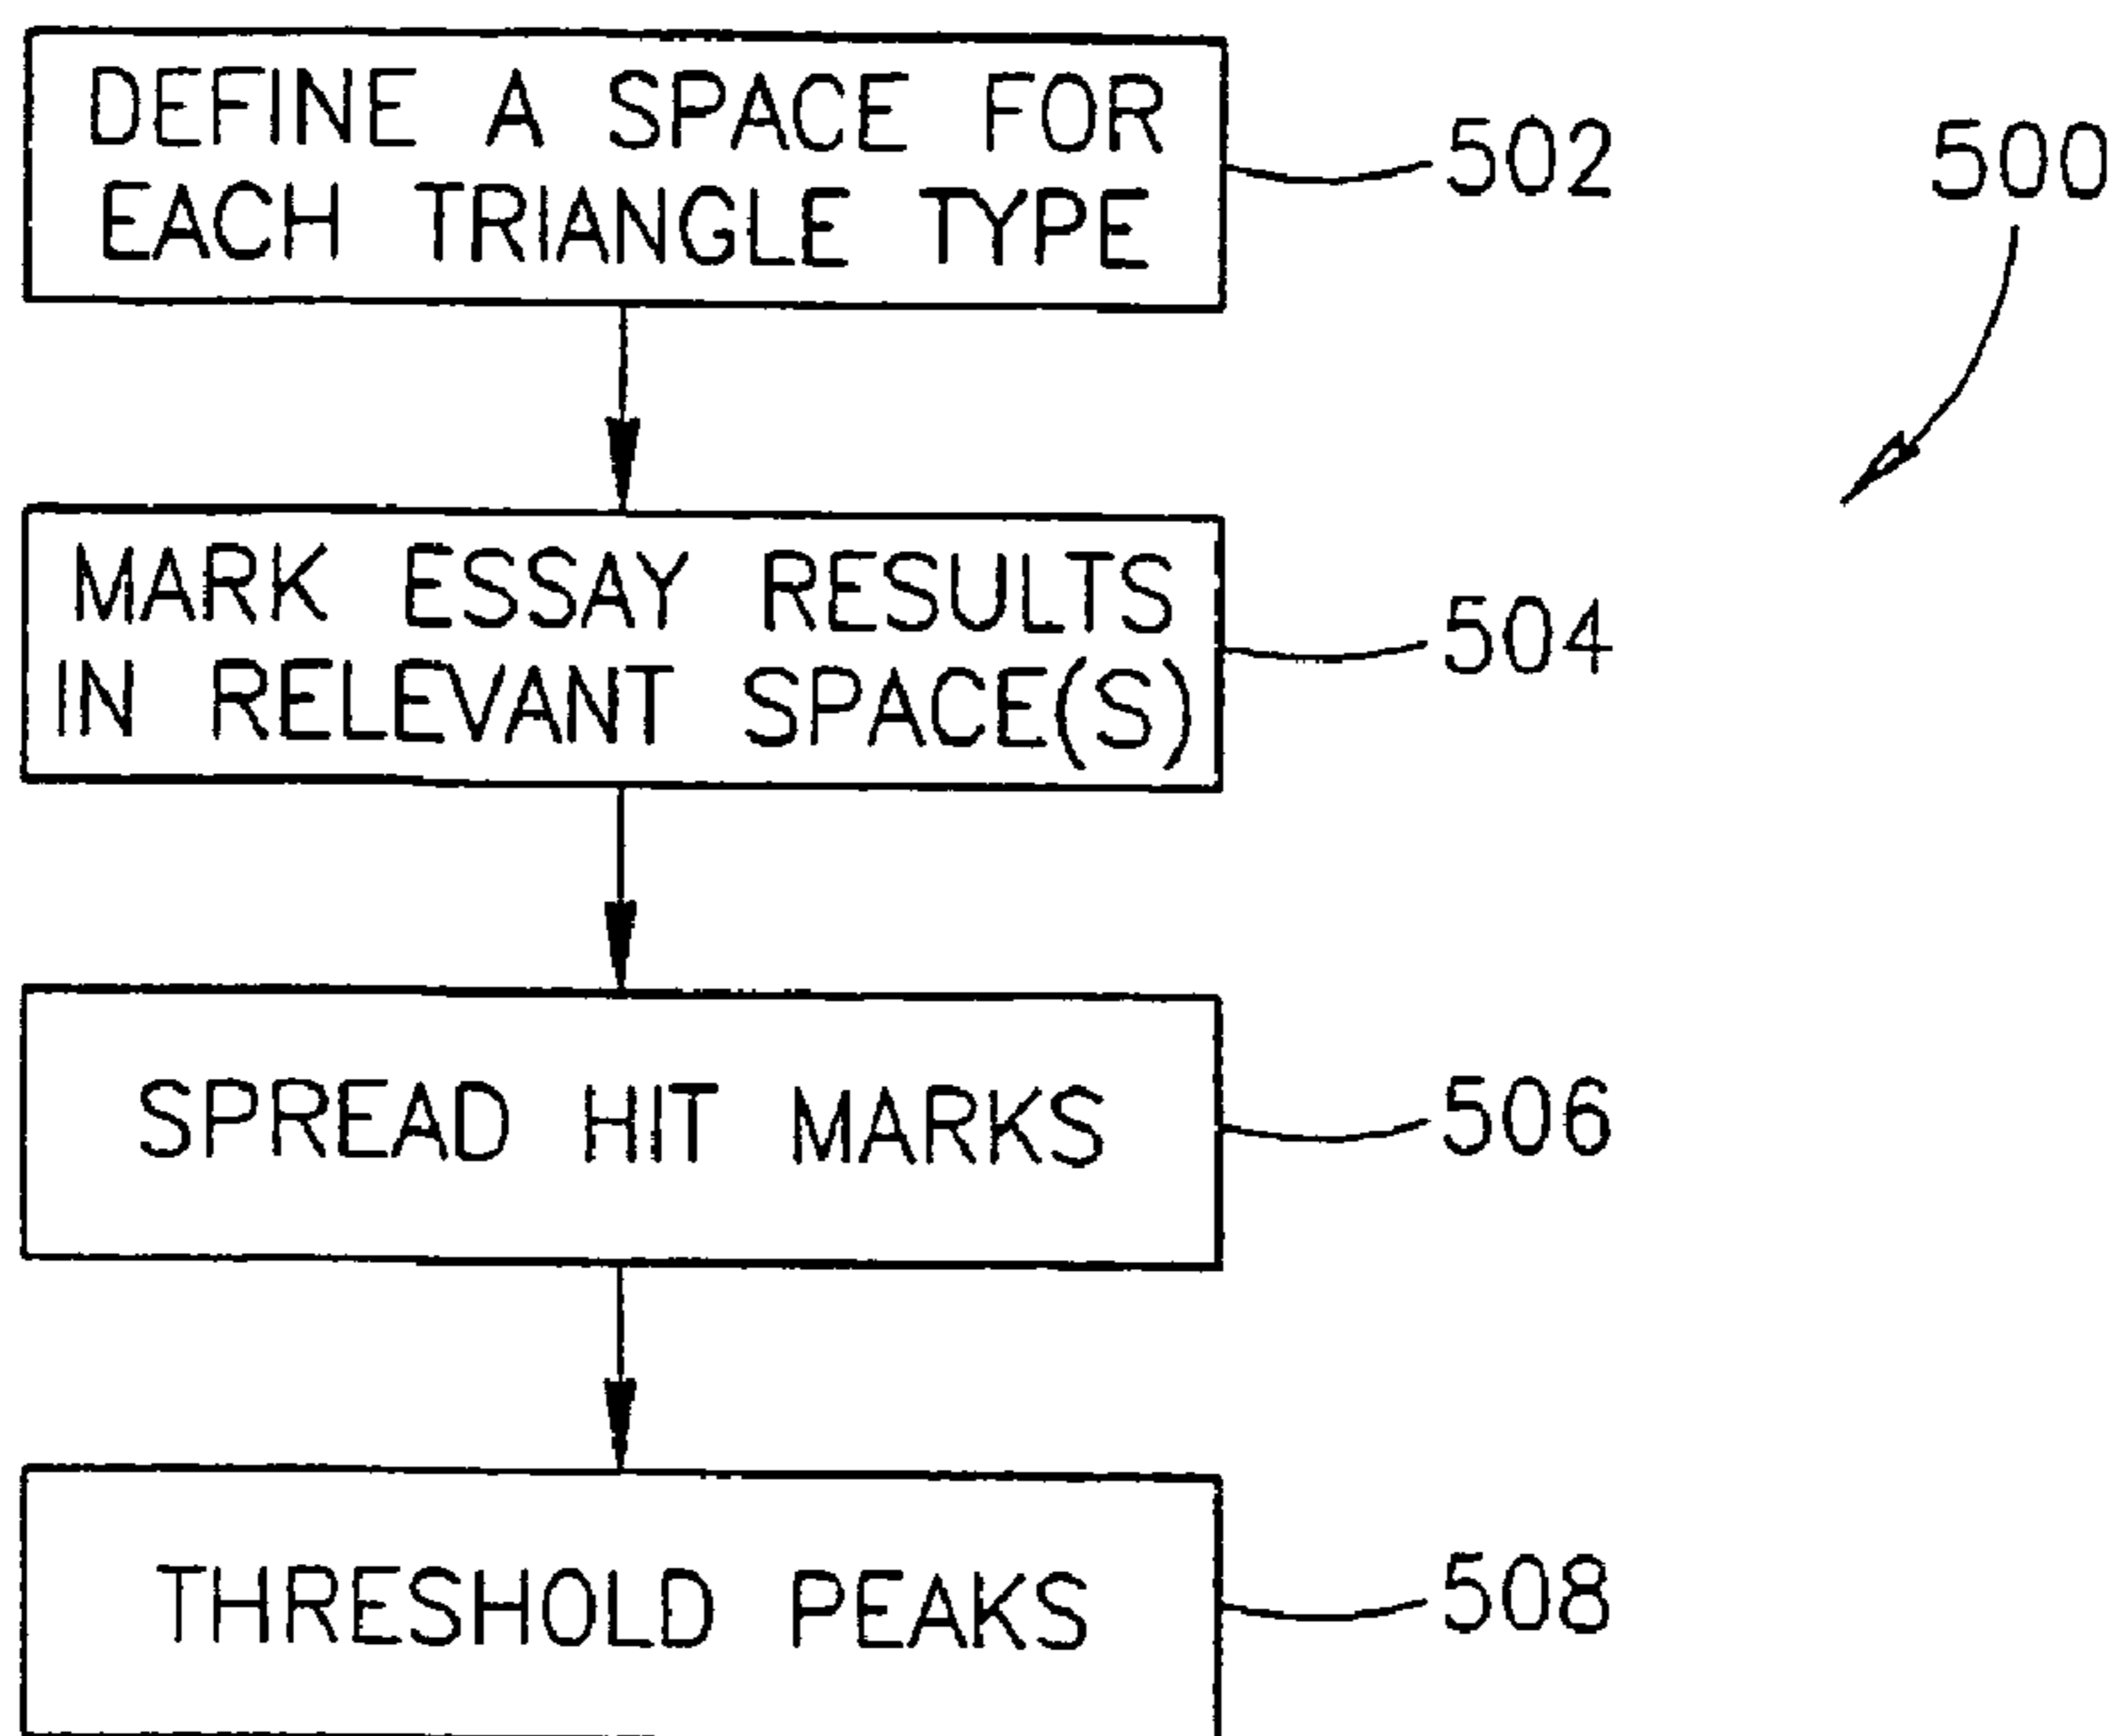 DEFINE A SPACE FOR
EACH TRIANGLE TYPE
502
500
MARK ESSAY RESULTS
IN RELEVANT SPACE(S)
504
SPREAD HIT MARKS
506
THRESHOLD PEAKS
508